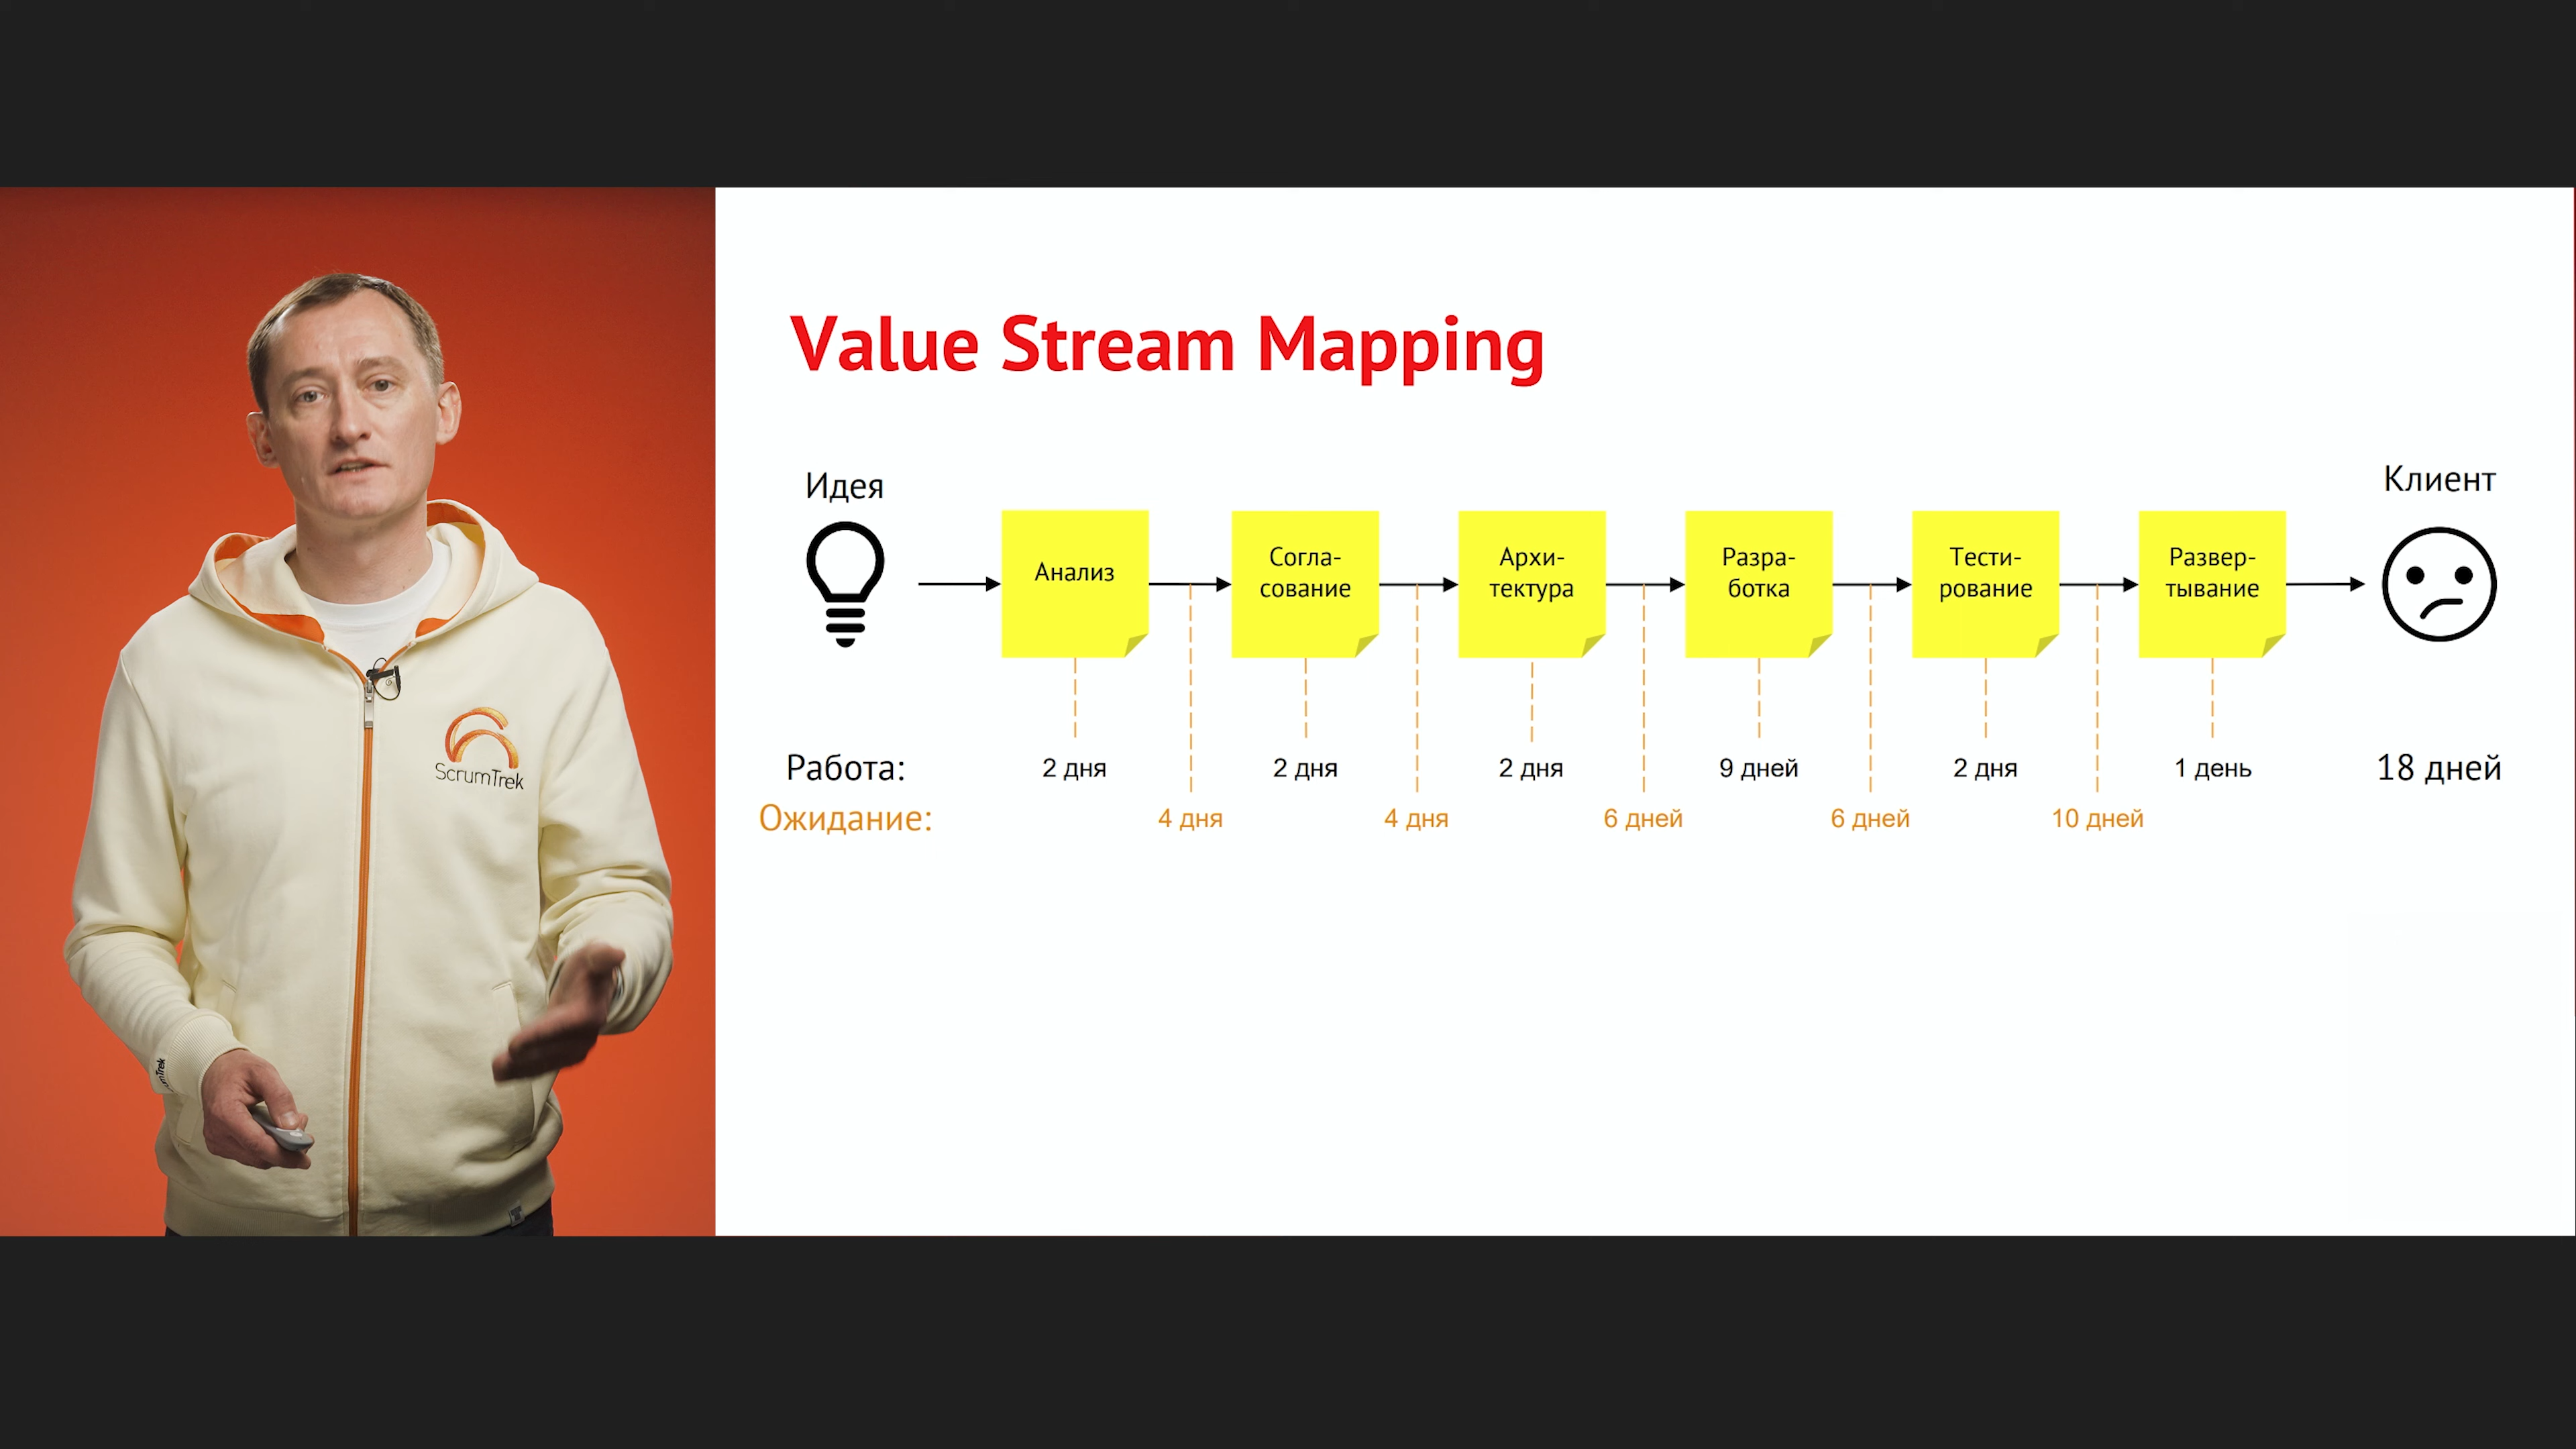 Value Stream Mapping
Идея
Клиент
Анализ
Согла-
сование
Архи-
тектура
Разра-
ботка
Тести-
рование
Развер-
тывание
Работа:
2 дня
2 дня
2 дня
9 дней
2 дня
1 день
18 дней
Ожидание:
4 дня
4 дня
6 дней
6 дней
10 дней
ScrumTrek